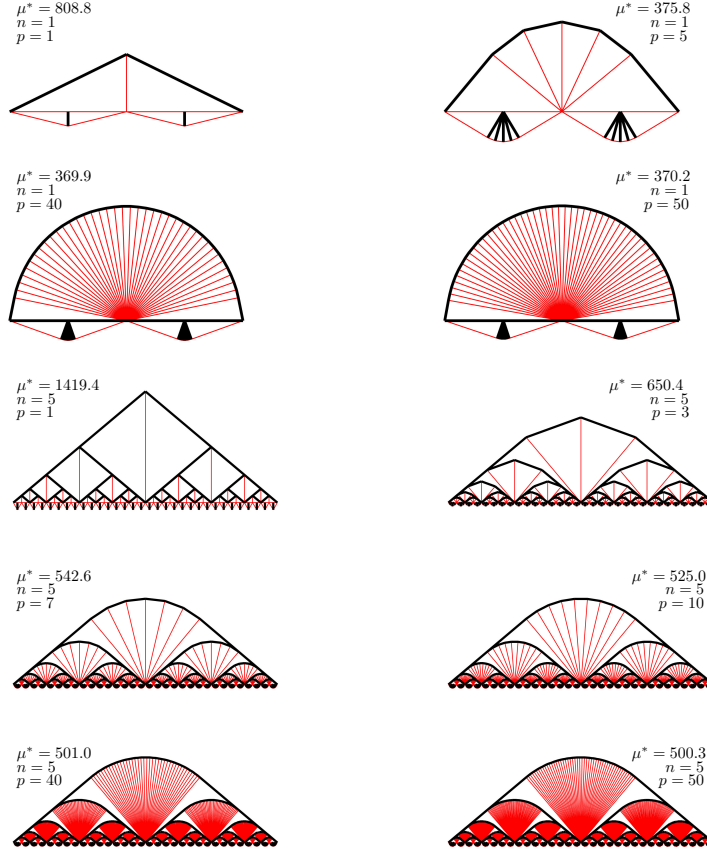 μ* = 808.8
n = 1
p = 1
μ* = 375.8
n = 1
p = 5
μ* = 369.9
n = 1
p = 40
μ* = 370.2
n = 1
p = 50
μ* = 1419.4
n = 5
p = 1
μ* = 650.4
n = 5
p = 3
μ* = 542.6
n = 5
p = 7
μ* = 525.0
n = 5
p = 10
μ* = 501.0
n = 5
p = 40
μ* = 500.3
n = 5
p = 50